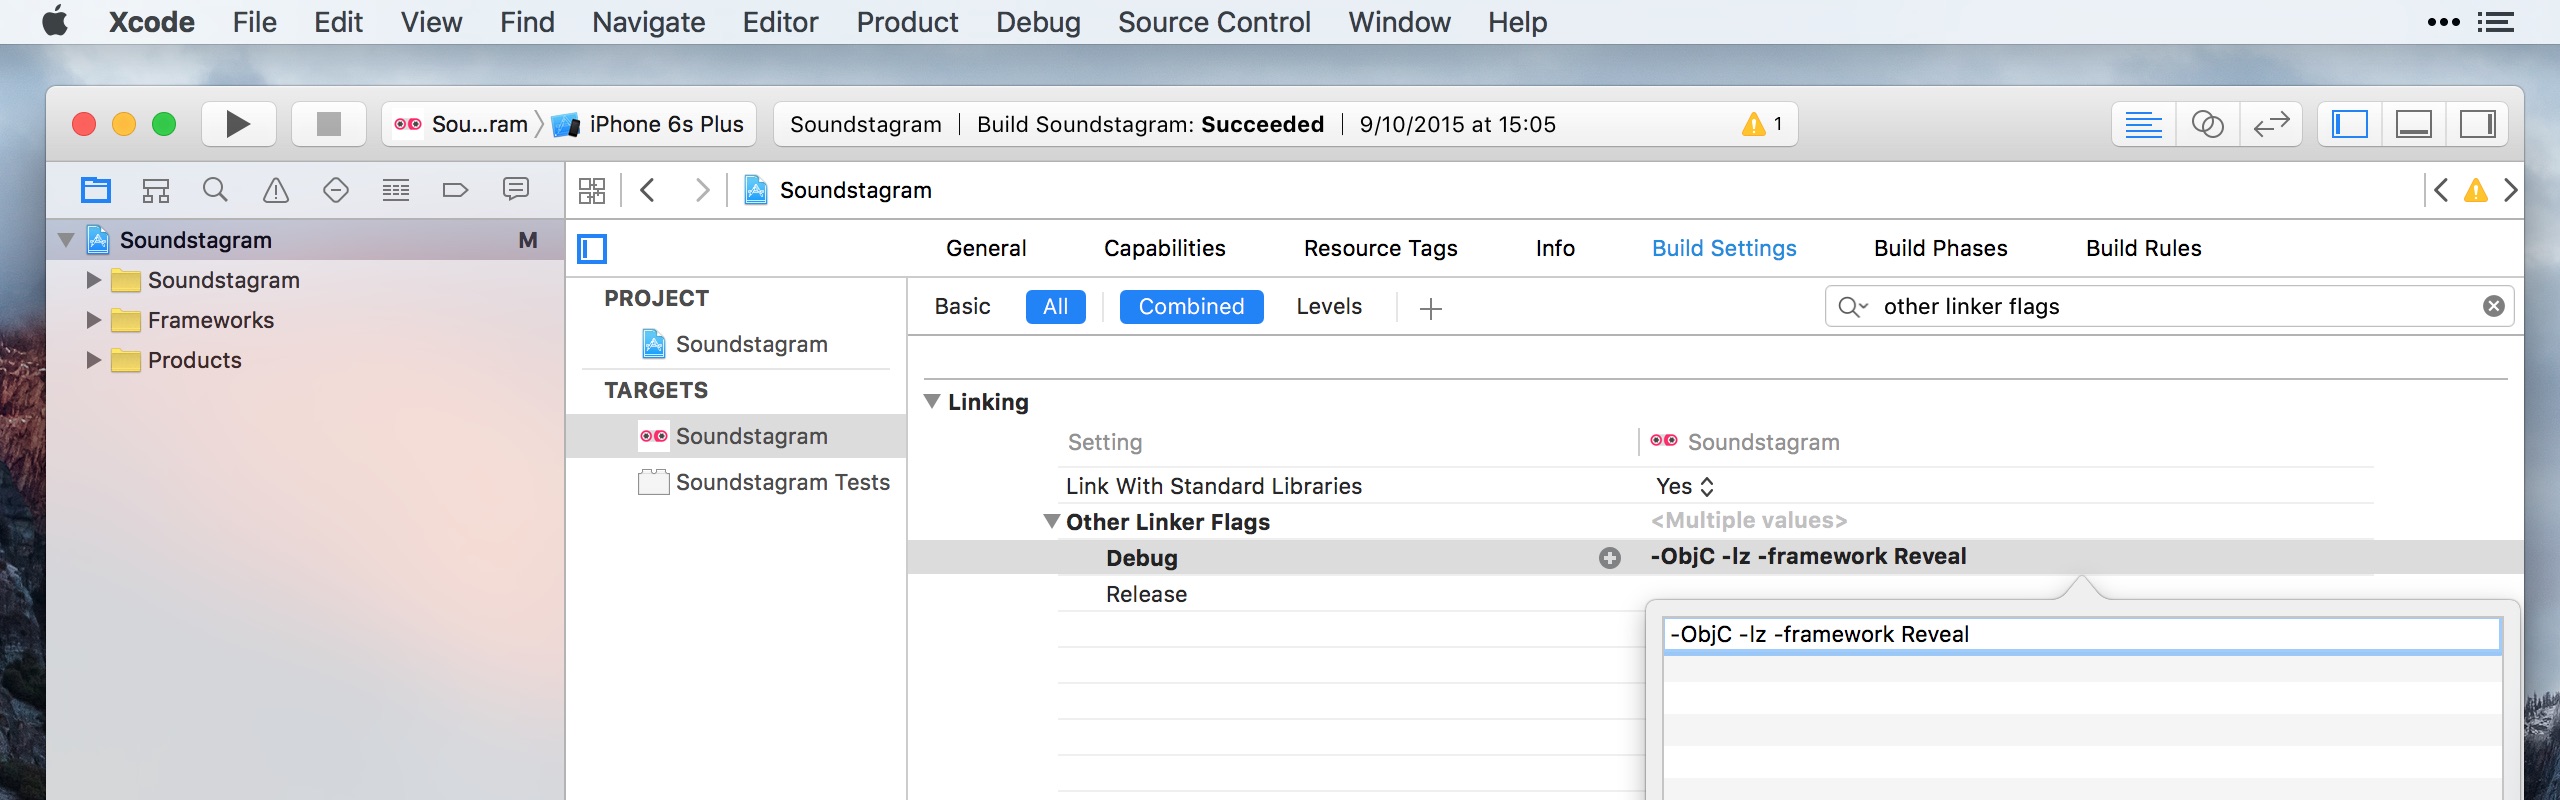 Xcode File Edit View Find Navigate Editor Product Debug Source Control Window Help
Sou...ram iPhone 6s Plus Soundstagram | Build Soundstagram: Succeeded | 9/10/2015 at 15:05 1
Soundstagram
Soundstagram M
Soundstagram
Frameworks
Products
General Capabilities Resource Tags Info Build Settings Build Phases Build Rules
PROJECT
Soundstagram
TARGETS
Soundstagram
Soundstagram Tests
Basic All Combined Levels other linker flags
Linking
Setting Soundstagram
Link With Standard Libraries Yes
Other Linker Flags <Multiple values>
Debug -ObjC -lz -framework Reveal
Release
-ObjC -lz -framework Reveal